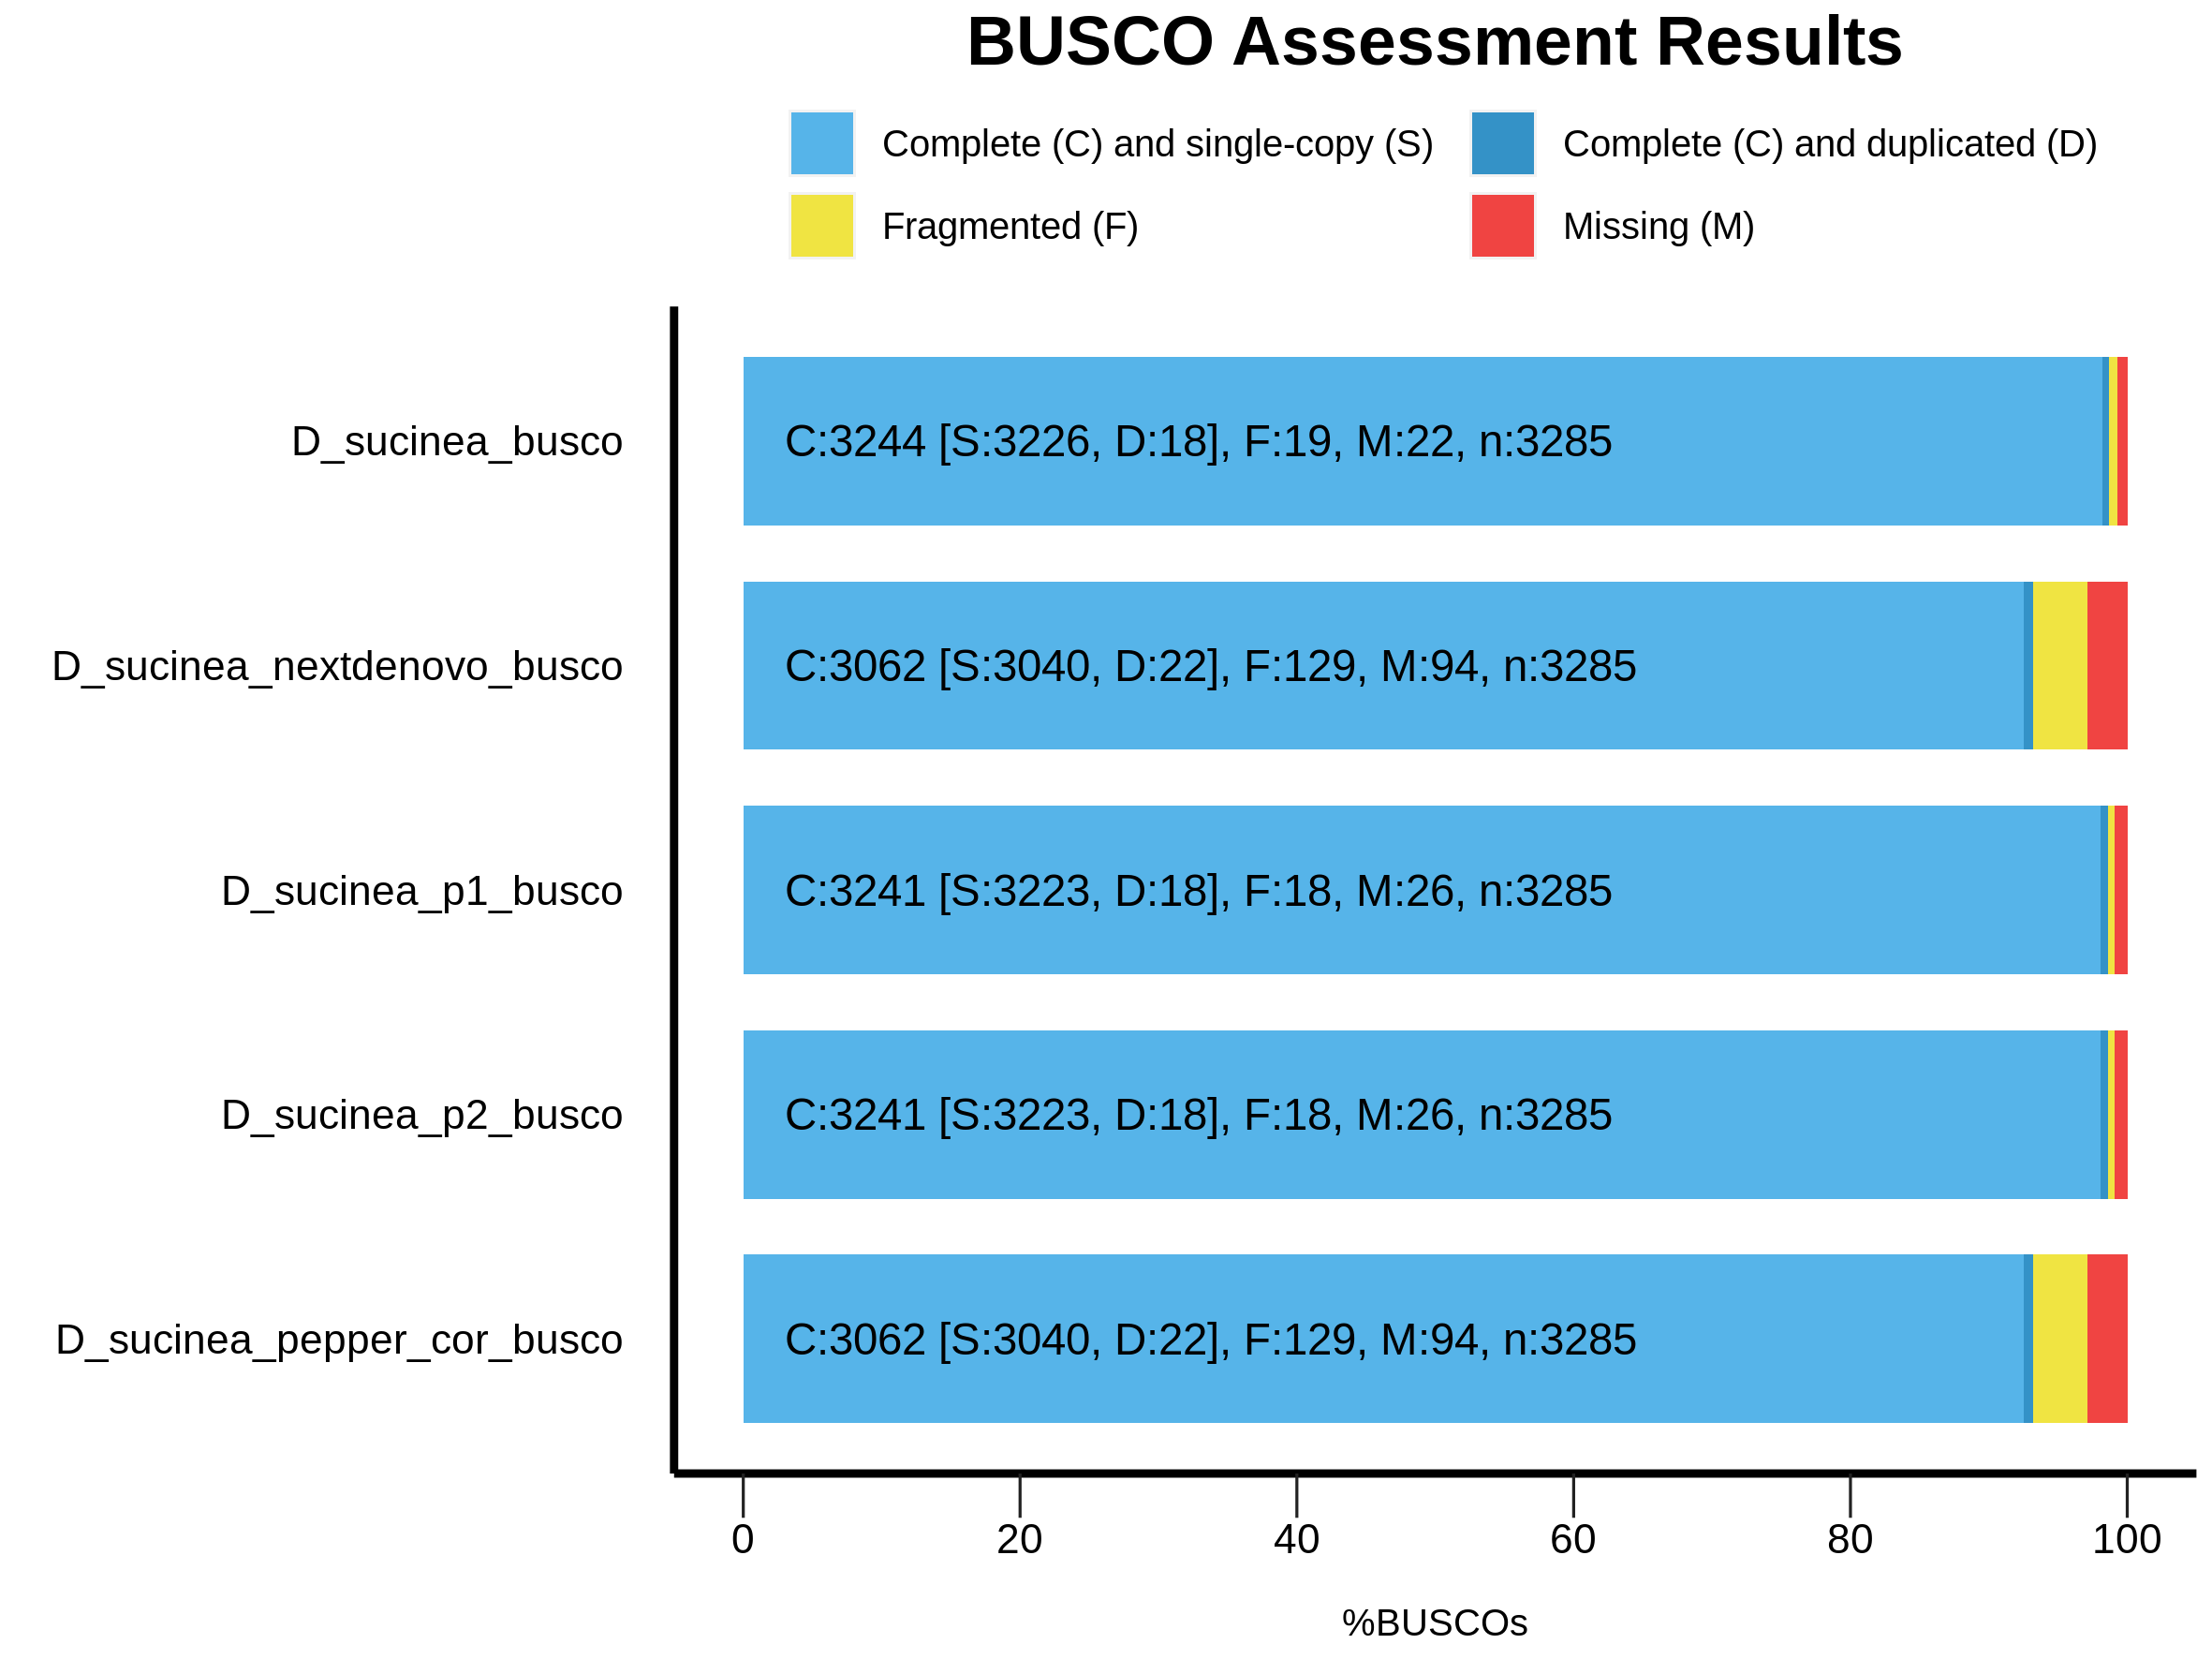 BUSCO Assessment Results
Complete (C) and single-copy (S)
Complete (C) and duplicated (D)
Fragmented (F)
Missing (M)
D_sucinea_busco
C:3244 [S:3226, D:18], F:19, M:22, n:3285
D_sucinea_nextdenovo_busco
C:3062 [S:3040, D:22], F:129, M:94, n:3285
D_sucinea_p1_busco
C:3241 [S:3223, D:18], F:18, M:26, n:3285
D_sucinea_p2_busco
C:3241 [S:3223, D:18], F:18, M:26, n:3285
D_sucinea_pepper_cor_busco
C:3062 [S:3040, D:22], F:129, M:94, n:3285
0 20 40 60 80 100
%BUSCOs